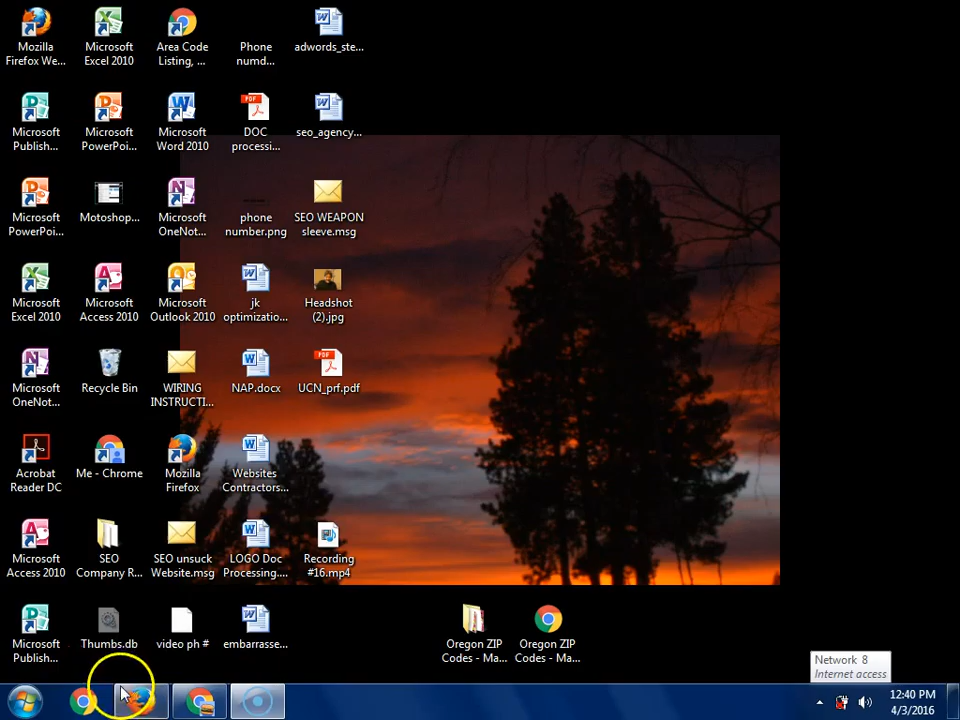 Mozilla
Firefox We...
Microsoft
Excel 2010
Area Code
Listing, ...
Phone
numd...
adwords_ste...
Microsoft
Publish...
Microsoft
PowerPoi...
Microsoft
Word 2010
PDF
DOC
processi...
seo_agency...
Microsoft
PowerPoi...
Motoshop...
Microsoft
OneNot...
phone
number.png
SEO WEAPON
sleeve.msg
Microsoft
Excel 2010
Microsoft
Access 2010
Microsoft
Outlook 2010
jk
optimizatio...
Headshot
(2).jpg
Microsoft
OneNot...
Recycle Bin
WIRING
INSTRUCTI...
NAP.docx
PDF
UCN_prf.pdf
Acrobat
Reader DC
Me - Chrome
Mozilla
Firefox
Websites
Contractors...
Microsoft
Access 2010
SEO
Company R...
SEO unsuck
Website.msg
LOGO Doc
Processing....
Recording
#16.mp4
Microsoft
Publish...
Thumbs.db
video ph #
embarrasse...
Oregon ZIP
Codes - Ma...
Oregon ZIP
Codes - Ma...
Network 8
Internet access
12:40 PM
4/3/2016